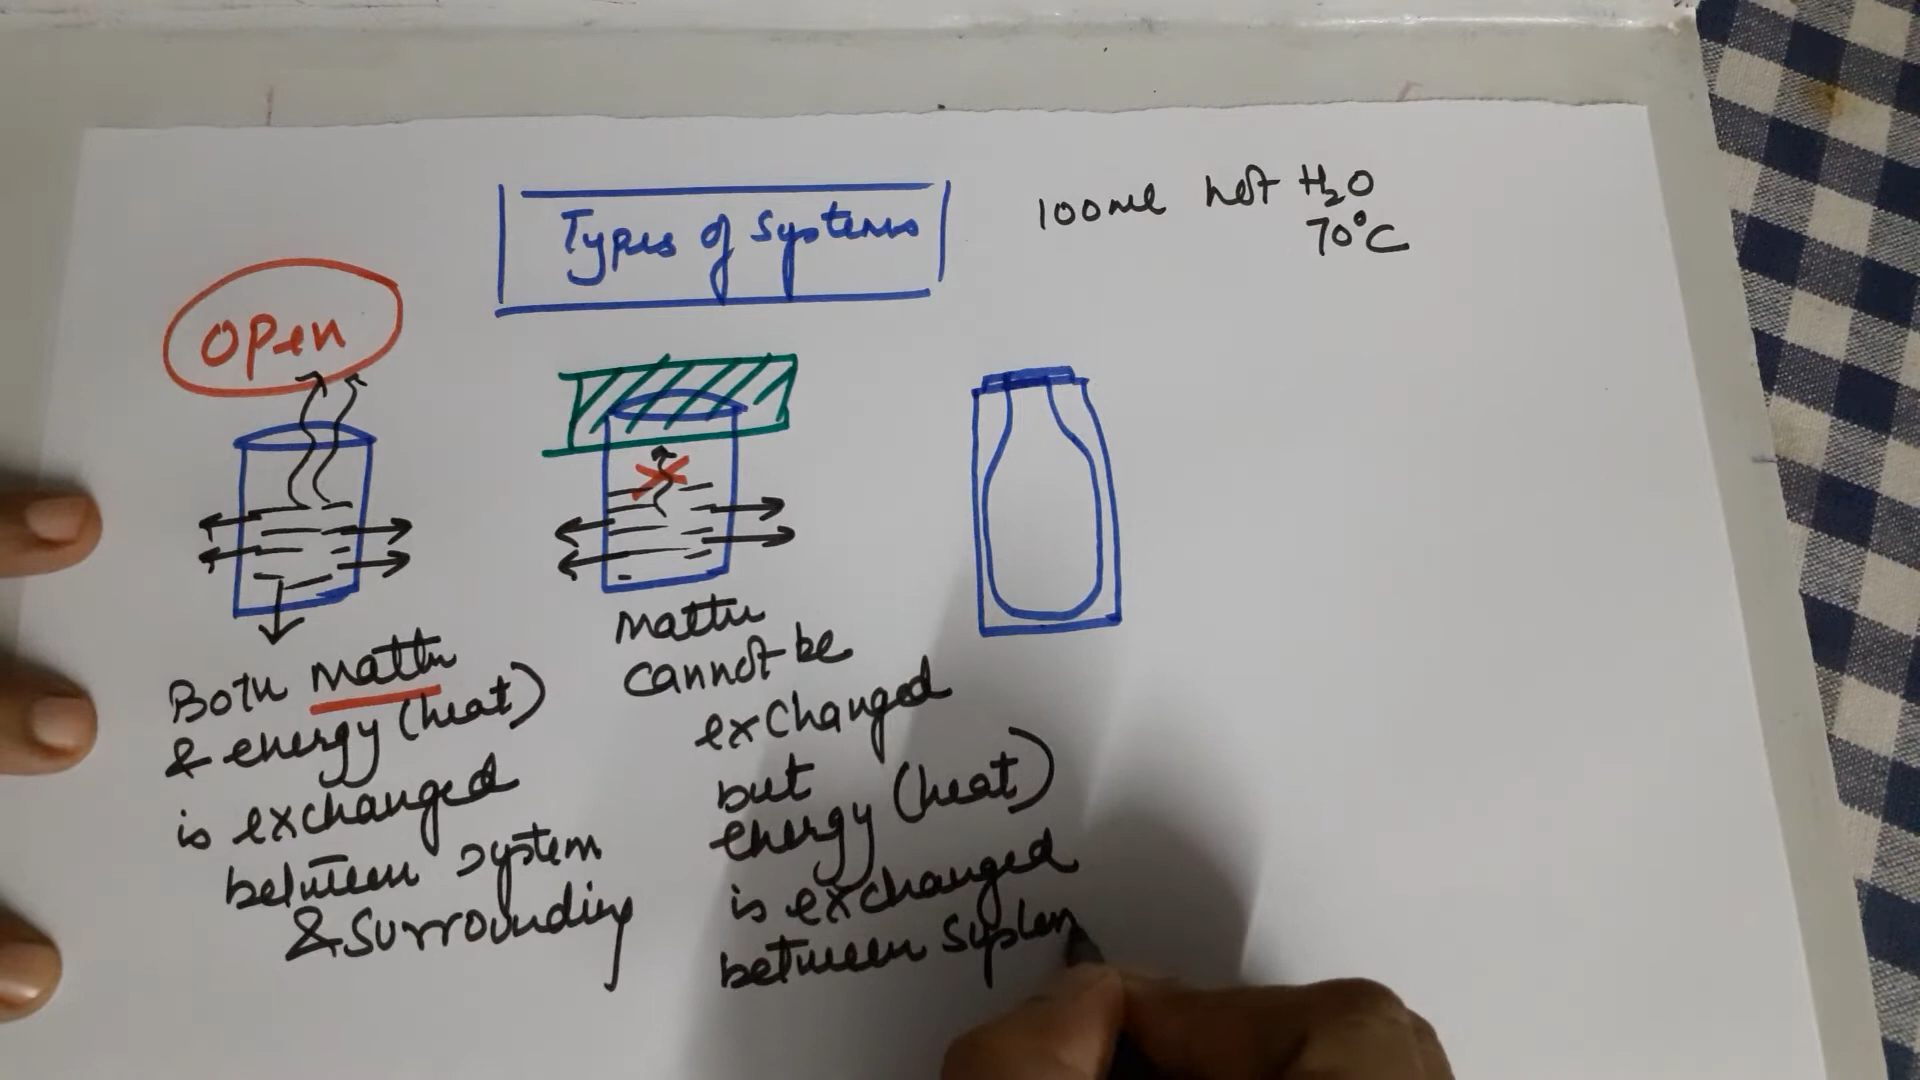 Types of Systems
100ml hot H₂O
70°C
open
Both matter
& energy (heat)
is exchanged
between system
& surrounding
matter
cannot be
exchanged
but
energy (heat)
is exchanged
between system